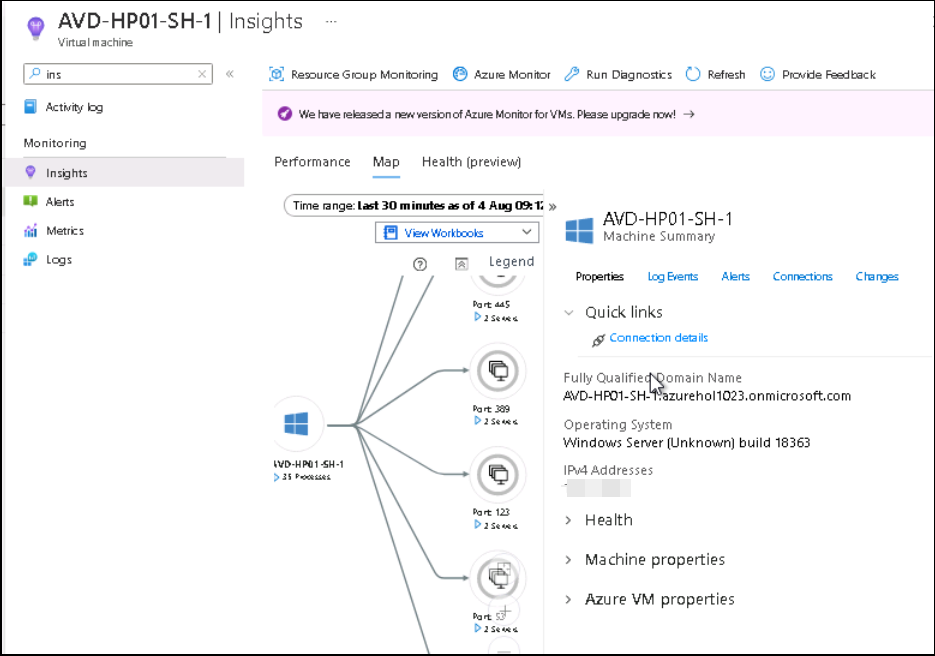 AVD-HP01-SH-1 | Insights ...
Virtual machine
ins
Activity log
Monitoring
Insights
Alerts
Metrics
Logs
Resource Group Monitoring Azure Monitor Run Diagnostics Refresh Provide Feedback
We have released a new version of Azure Monitor for VMs. Please upgrade now! →
Performance Map Health (preview)
Time range: Last 30 minutes as of 4 Aug 09:12
View Workbooks
Legend
Port: 445
2 Servers
Port: 389
2 Servers
AVD-HP01-SH-1
35 Processes
Port: 123
2 Servers
Port: 53
2 Servers
AVD-HP01-SH-1
Machine Summary
Properties Log Events Alerts Connections Changes
Quick links
Connection details
Fully Qualified Domain Name
AVD-HP01-SH-1.azurehol1023.onmicrosoft.com
Operating System
Windows Server (Unknown) build 18363
IPv4 Addresses
Health
Machine properties
Azure VM properties